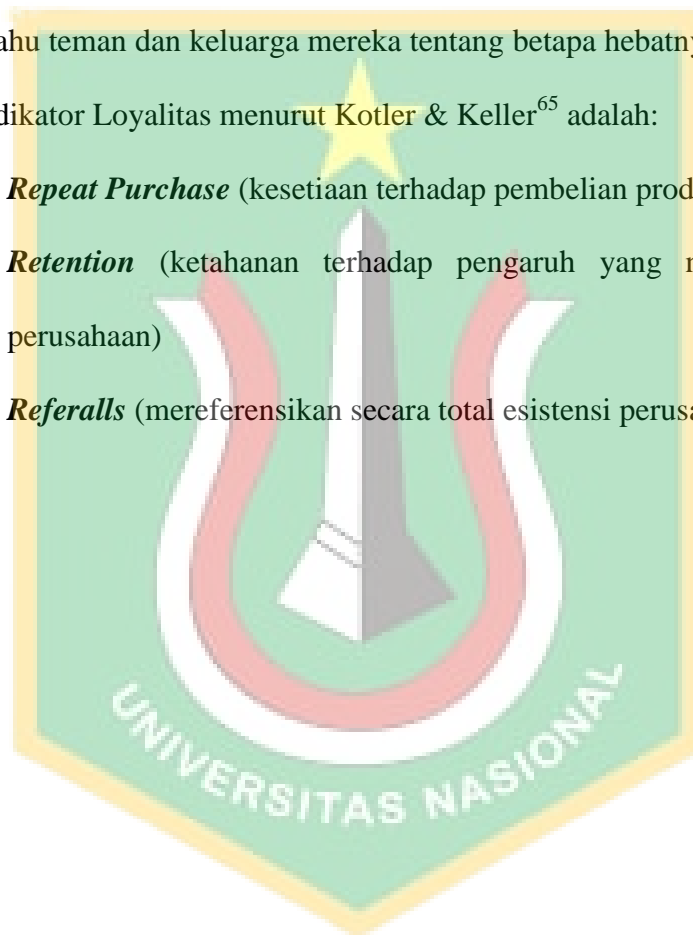 tahu teman dan keluarga mereka tentang betapa hebatny
dikator Loyalitas menurut Kotler & Keller65 adalah:
Repeat Purchase (kesetiaan terhadap pembelian prod
Retention (ketahanan terhadap pengaruh yang
perusahaan)
Referalls (mereferensikan secara total esistensi perusa
UNIVERSITAS NASIONAL